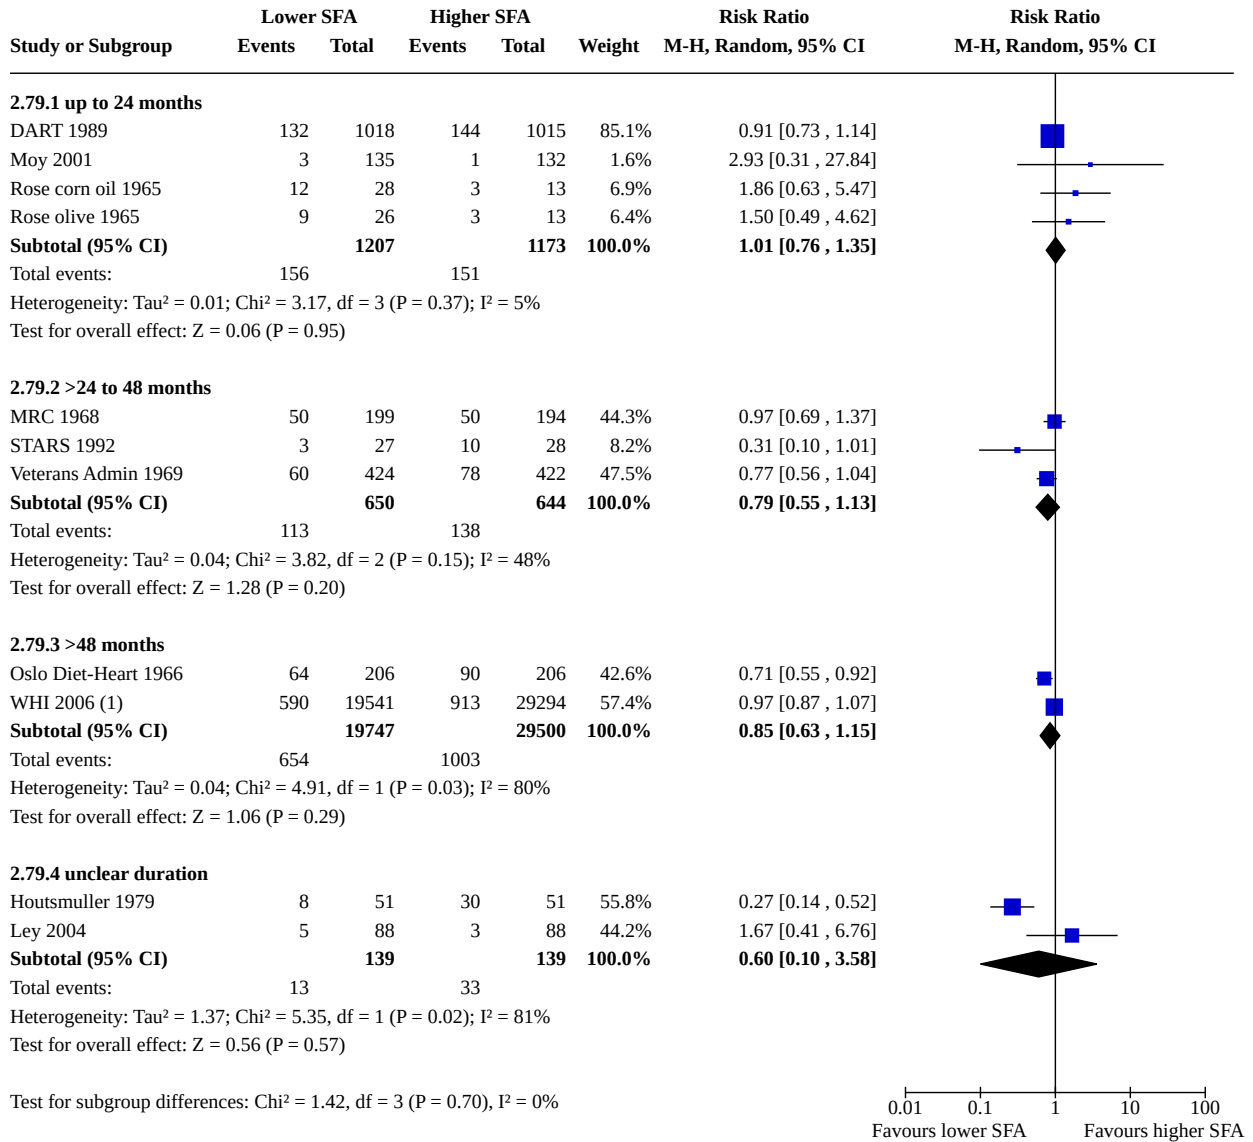 Lower SFA Higher SFA Risk Ratio Risk Ratio
Study or Subgroup Events Total Events Total Weight M-H, Random, 95% CI M-H, Random, 95% CI
2.79.1 up to 24 months
DART 1989 132 1018 144 1015 85.1% 0.91 [0.73 , 1.14]
Moy 2001 3 135 1 132 1.6% 2.93 [0.31 , 27.84]
Rose corn oil 1965 12 28 3 13 6.9% 1.86 [0.63 , 5.47]
Rose olive 1965 9 26 3 13 6.4% 1.50 [0.49 , 4.62]
Subtotal (95% CI) 1207 1173 100.0% 1.01 [0.76 , 1.35]
Total events: 156 151
Heterogeneity: Tau² = 0.01; Chi² = 3.17, df = 3 (P = 0.37); I² = 5%
Test for overall effect: Z = 0.06 (P = 0.95)
2.79.2 >24 to 48 months
MRC 1968 50 199 50 194 44.3% 0.97 [0.69 , 1.37]
STARS 1992 3 27 10 28 8.2% 0.31 [0.10 , 1.01]
Veterans Admin 1969 60 424 78 422 47.5% 0.77 [0.56 , 1.04]
Subtotal (95% CI) 650 644 100.0% 0.79 [0.55 , 1.13]
Total events: 113 138
Heterogeneity: Tau² = 0.04; Chi² = 3.82, df = 2 (P = 0.15); I² = 48%
Test for overall effect: Z = 1.28 (P = 0.20)
2.79.3 >48 months
Oslo Diet-Heart 1966 64 206 90 206 42.6% 0.71 [0.55 , 0.92]
WHI 2006 (1) 590 19541 913 29294 57.4% 0.97 [0.87 , 1.07]
Subtotal (95% CI) 19747 29500 100.0% 0.85 [0.63 , 1.15]
Total events: 654 1003
Heterogeneity: Tau² = 0.04; Chi² = 4.91, df = 1 (P = 0.03); I² = 80%
Test for overall effect: Z = 1.06 (P = 0.29)
2.79.4 unclear duration
Houtsmuller 1979 8 51 30 51 55.8% 0.27 [0.14 , 0.52]
Ley 2004 5 88 3 88 44.2% 1.67 [0.41 , 6.76]
Subtotal (95% CI) 139 139 100.0% 0.60 [0.10 , 3.58]
Total events: 13 33
Heterogeneity: Tau² = 1.37; Chi² = 5.35, df = 1 (P = 0.02); I² = 81%
Test for overall effect: Z = 0.56 (P = 0.57)
Test for subgroup differences: Chi² = 1.42, df = 3 (P = 0.70), I² = 0%
0.01 0.1 1 10 100
Favours lower SFA Favours higher SFA